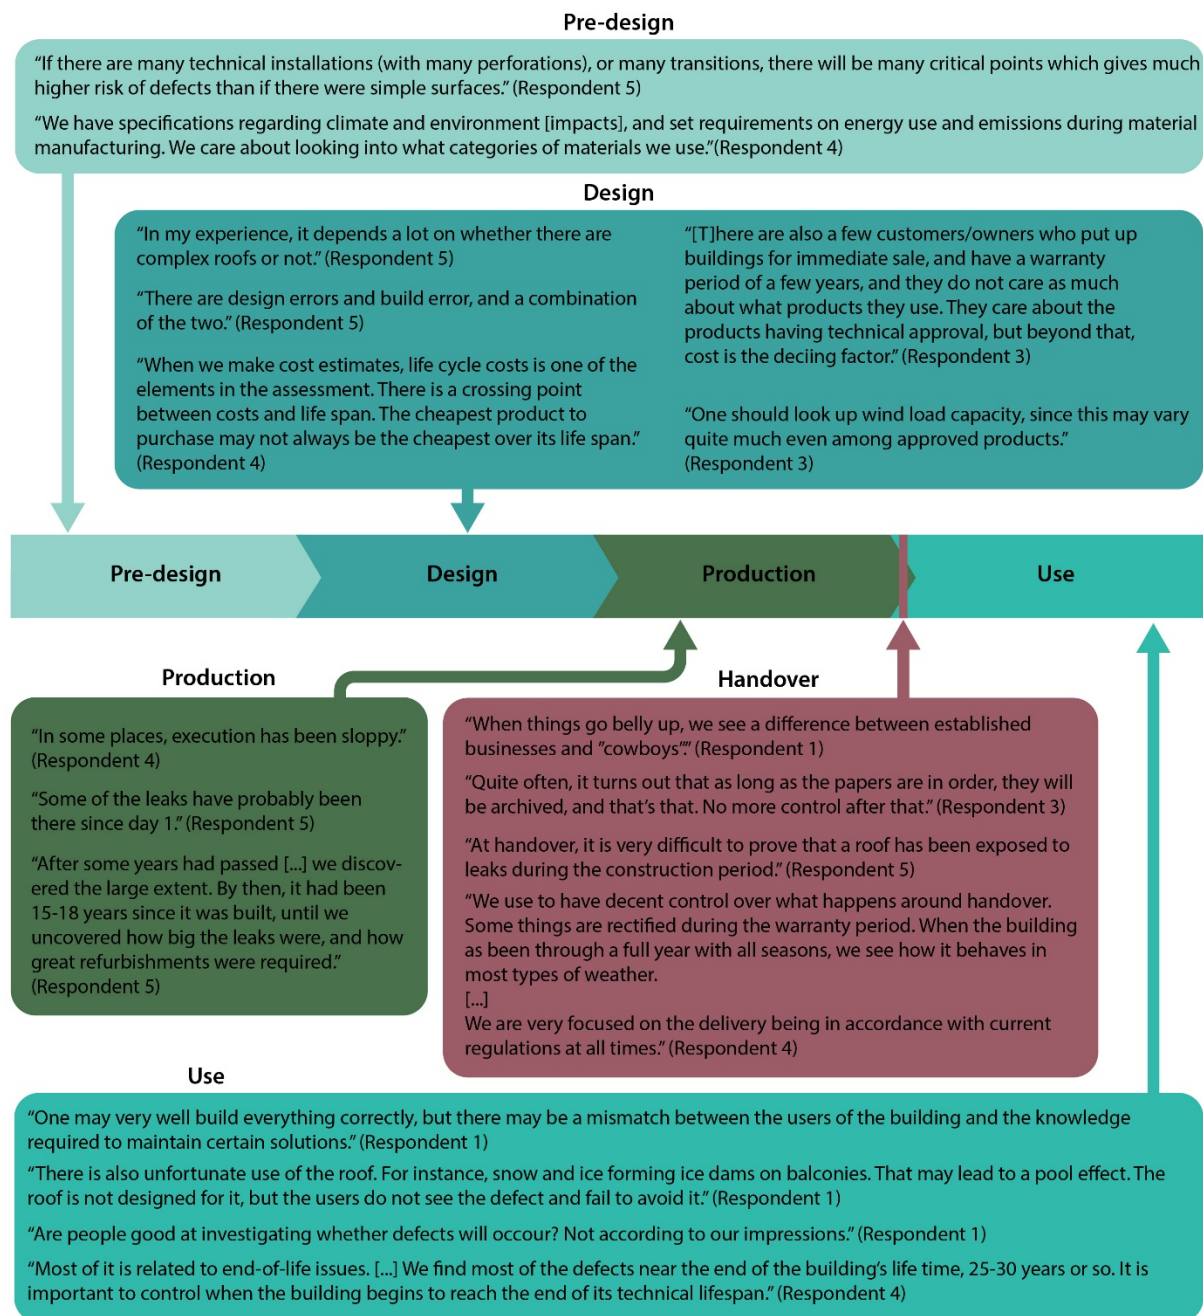 Pre-design
“If there are many technical installations (with many perforations), or many transitions, there will be many critical points which gives much
higher risk of defects than if there were simple surfaces.” (Respondent 5)
“We have specifications regarding climate and environment [impacts], and set requirements on energy use and emissions during material
manufacturing. We care about looking into what categories of materials we use.”(Respondent 4)
Design
“In my experience, it depends a lot on whether there are
complex roofs or not.” (Respondent 5)
“There are design errors and build error, and a combination
of the two.” (Respondent 5)
“When we make cost estimates, life cycle costs is one of the
elements in the assessment. There is a crossing point
between costs and life span. The cheapest product to
purchase may not always be the cheapest over its life span.”
(Respondent 4)
“[T]here are also a few customers/owners who put up
buildings for immediate sale, and have a warranty
period of a few years, and they do not care as much
about what products they use. They care about the
products having technical approval, but beyond that,
cost is the deciing factor.” (Respondent 3)
“One should look up wind load capacity, since this may vary
quite much even among approved products.”
(Respondent 3)
Pre-design
Design
Production
Use
Production
“In some places, execution has been sloppy.”
(Respondent 4)
“Some of the leaks have probably been
there since day 1.” (Respondent 5)
“After some years had passed [...] we discov-
ered the large extent. By then, it had been
15-18 years since it was built, until we
uncovered how big the leaks were, and how
great refurbishments were required.”
(Respondent 5)
Handover
“When things go belly up, we see a difference between established
businesses and ”cowboys”.” (Respondent 1)
“Quite often, it turns out that as long as the papers are in order, they will
be archived, and that’s that. No more control after that.” (Respondent 3)
“At handover, it is very difficult to prove that a roof has been exposed to
leaks during the construction period.” (Respondent 5)
“We use to have decent control over what happens around handover.
Some things are rectified during the warranty period. When the building
as been through a full year with all seasons, we see how it behaves in
most types of weather.
[...]
We are very focused on the delivery being in accordance with current
regulations at all times.” (Respondent 4)
Use
“One may very well build everything correctly, but there may be a mismatch between the users of the building and the knowledge
required to maintain certain solutions.” (Respondent 1)
“There is also unfortunate use of the roof. For instance, snow and ice forming ice dams on balconies. That may lead to a pool effect. The
roof is not designed for it, but the users do not see the defect and fail to avoid it.” (Respondent 1)
“Are people good at investigating whether defects will occour? Not according to our impressions.” (Respondent 1)
“Most of it is related to end-of-life issues. [...] We find most of the defects near the end of the building’s life time, 25-30 years or so. It is
important to control when the building begins to reach the end of its technical lifespan.” (Respondent 4)